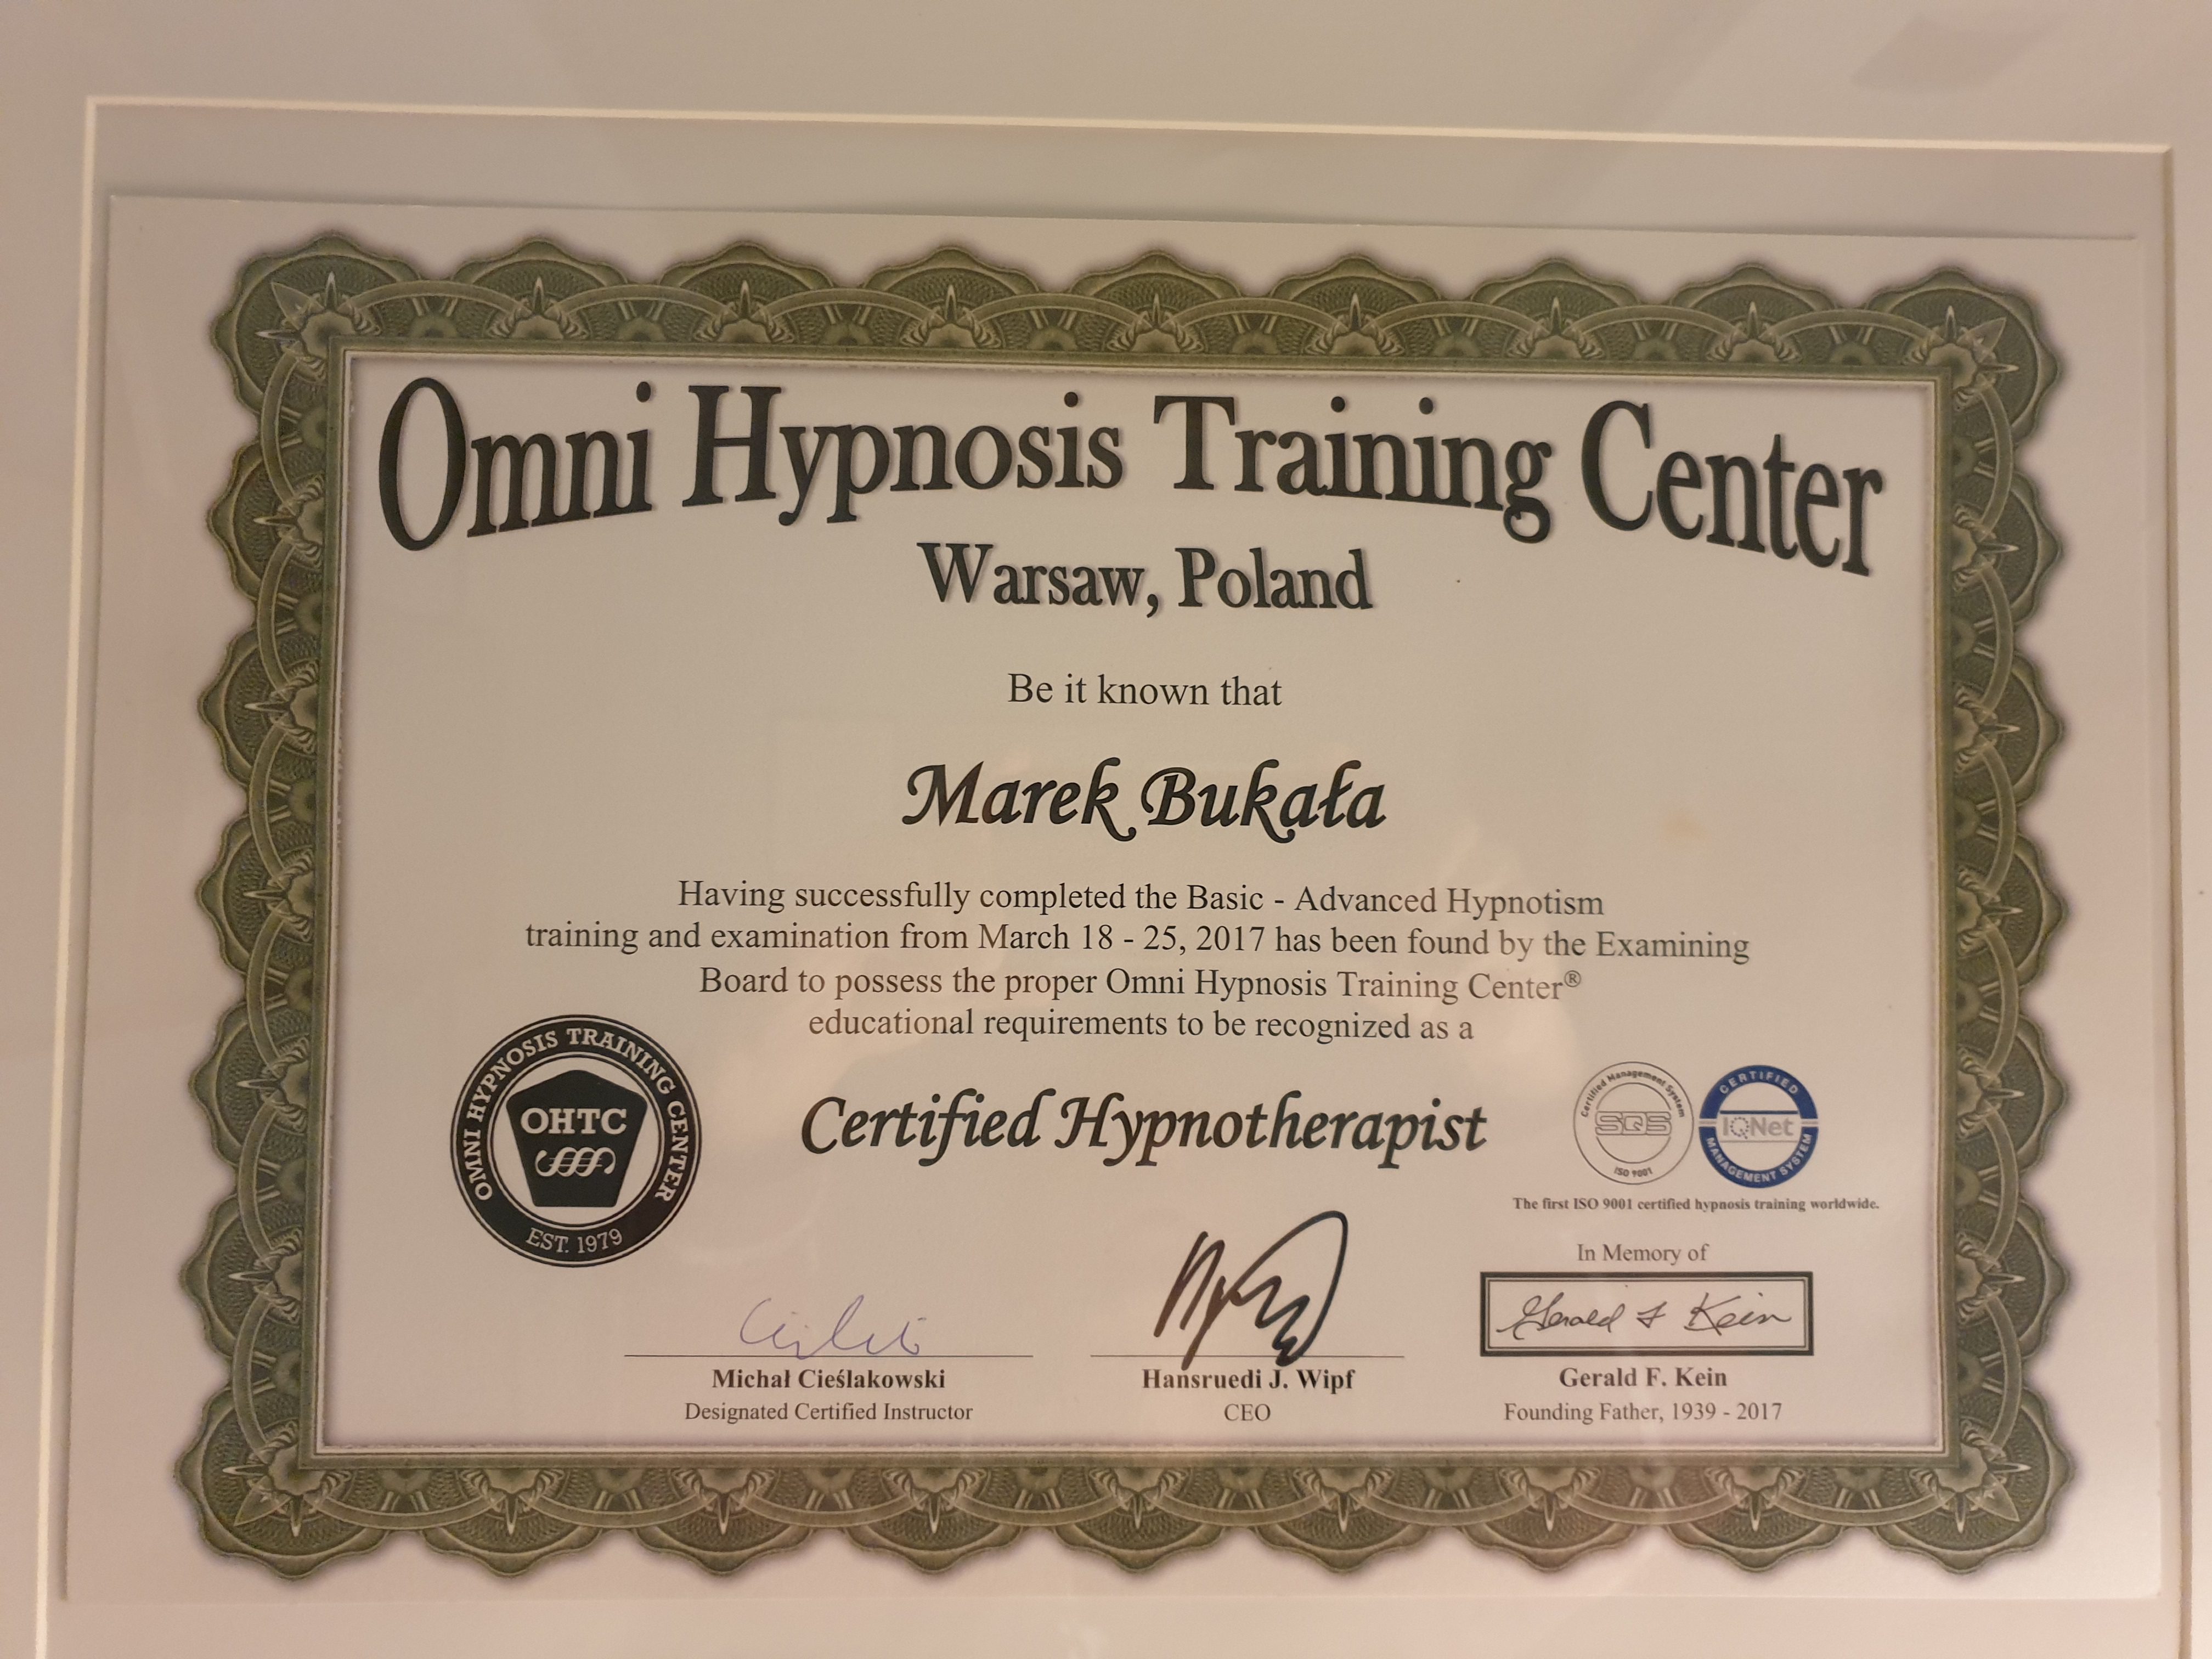 Omni Hypnosis Training Center
Warsaw, Poland
Be it known that
Marek Bukała
Having successfully completed the Basic - Advanced Hypnotism
training and examination from March 18 - 25, 2017 has been found by the Examining
Board to possess the proper Omni Hypnosis Training Center®
educational requirements to be recognized as a
Certified Hypnotherapist
OMNI HYPNOSIS TRAINING CENTER
OHTC
EST. 1979
Certified Management System
SQS
ISO 9001
CERTIFIED
IQNet
MANAGEMENT SYSTEM
The first ISO 9001 certified hypnosis training worldwide.
In Memory of
Gerald F Kein
Michał Cieślakowski
Designated Certified Instructor
Hansruedi J. Wipf
CEO
Gerald F. Kein
Founding Father, 1939 - 2017